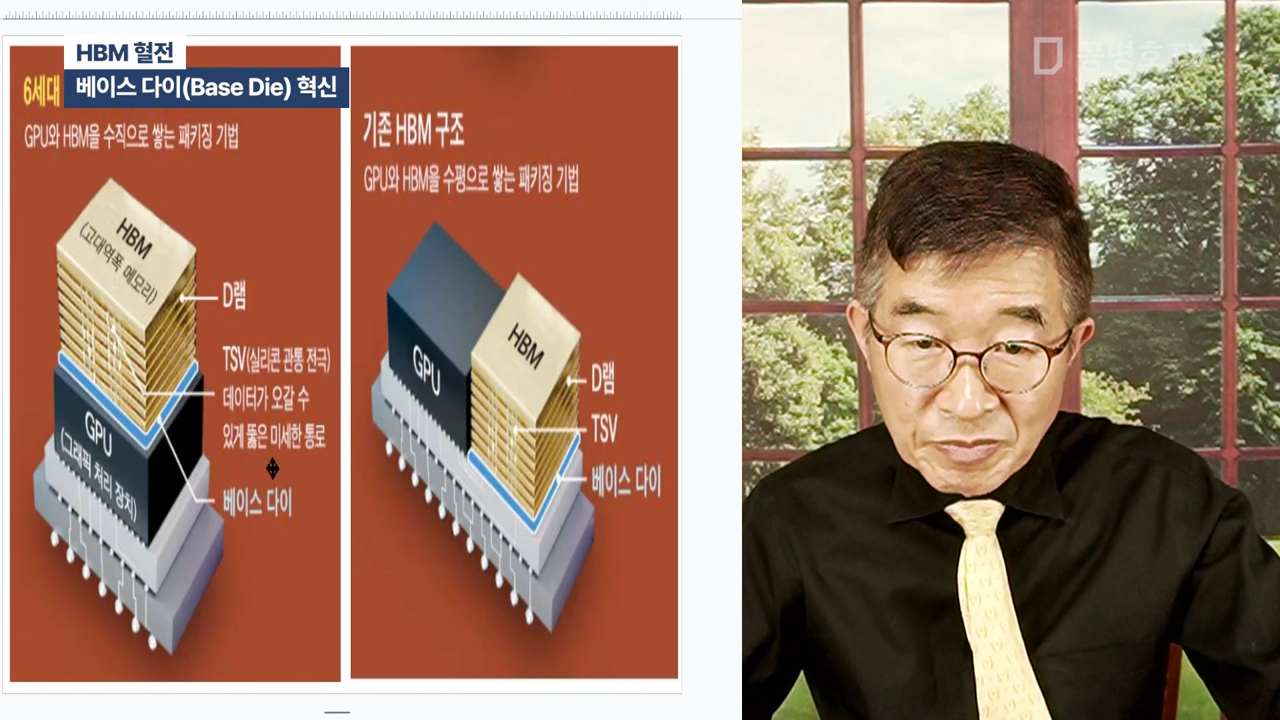 HBM 혈전
베이스 다이(Base Die) 혁신
6세대
GPU와 HBM을 수직으로 쌓는 패키징 기법
HBM
(고대역폭 메모리)
D램
TSV(실리콘 관통 전극)
데이터가 오갈 수
있게 뚫은 미세한 통로
GPU
(그래픽 처리 장치)
베이스 다이
기존 HBM 구조
GPU와 HBM을 수평으로 쌓는 패키징 기법
GPU
HBM
D램
TSV
베이스 다이
공병호TV